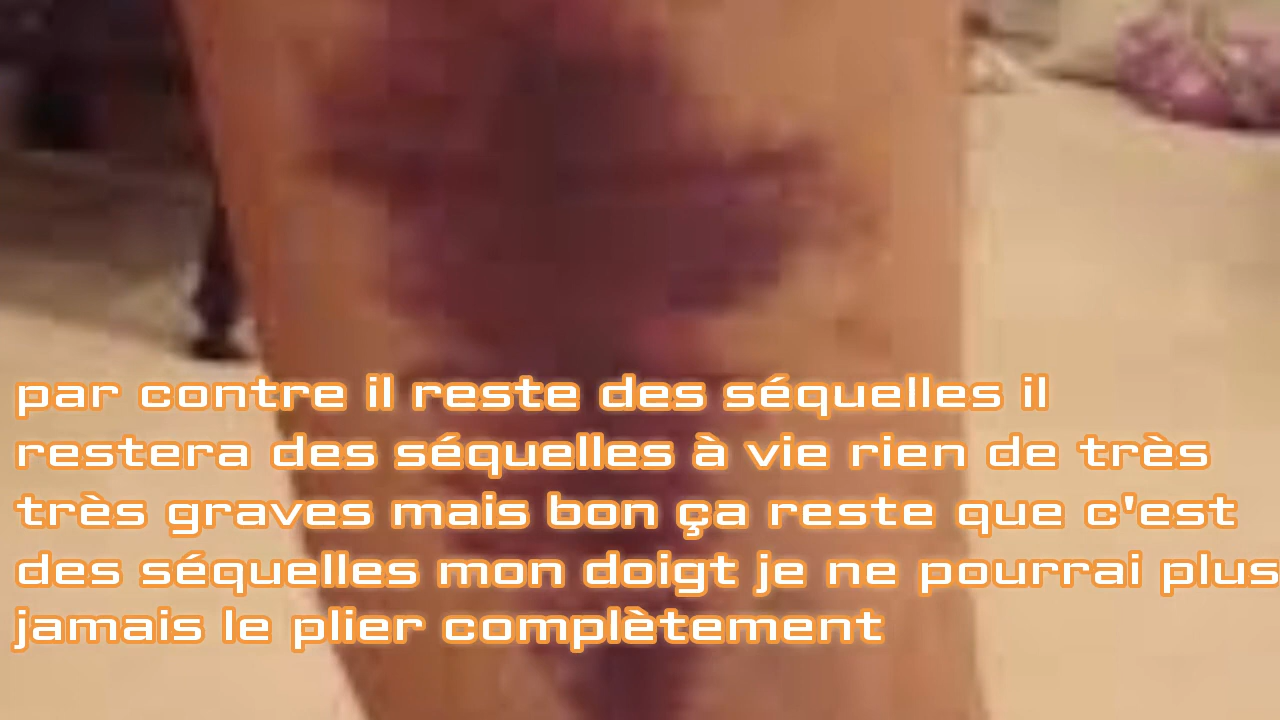 par contre il reste des séquelles il
restera des séquelles à vie rien de très
très graves mais bon ça reste que c'est
des séquelles mon doigt je ne pourrai plus
jamais le plier complètement